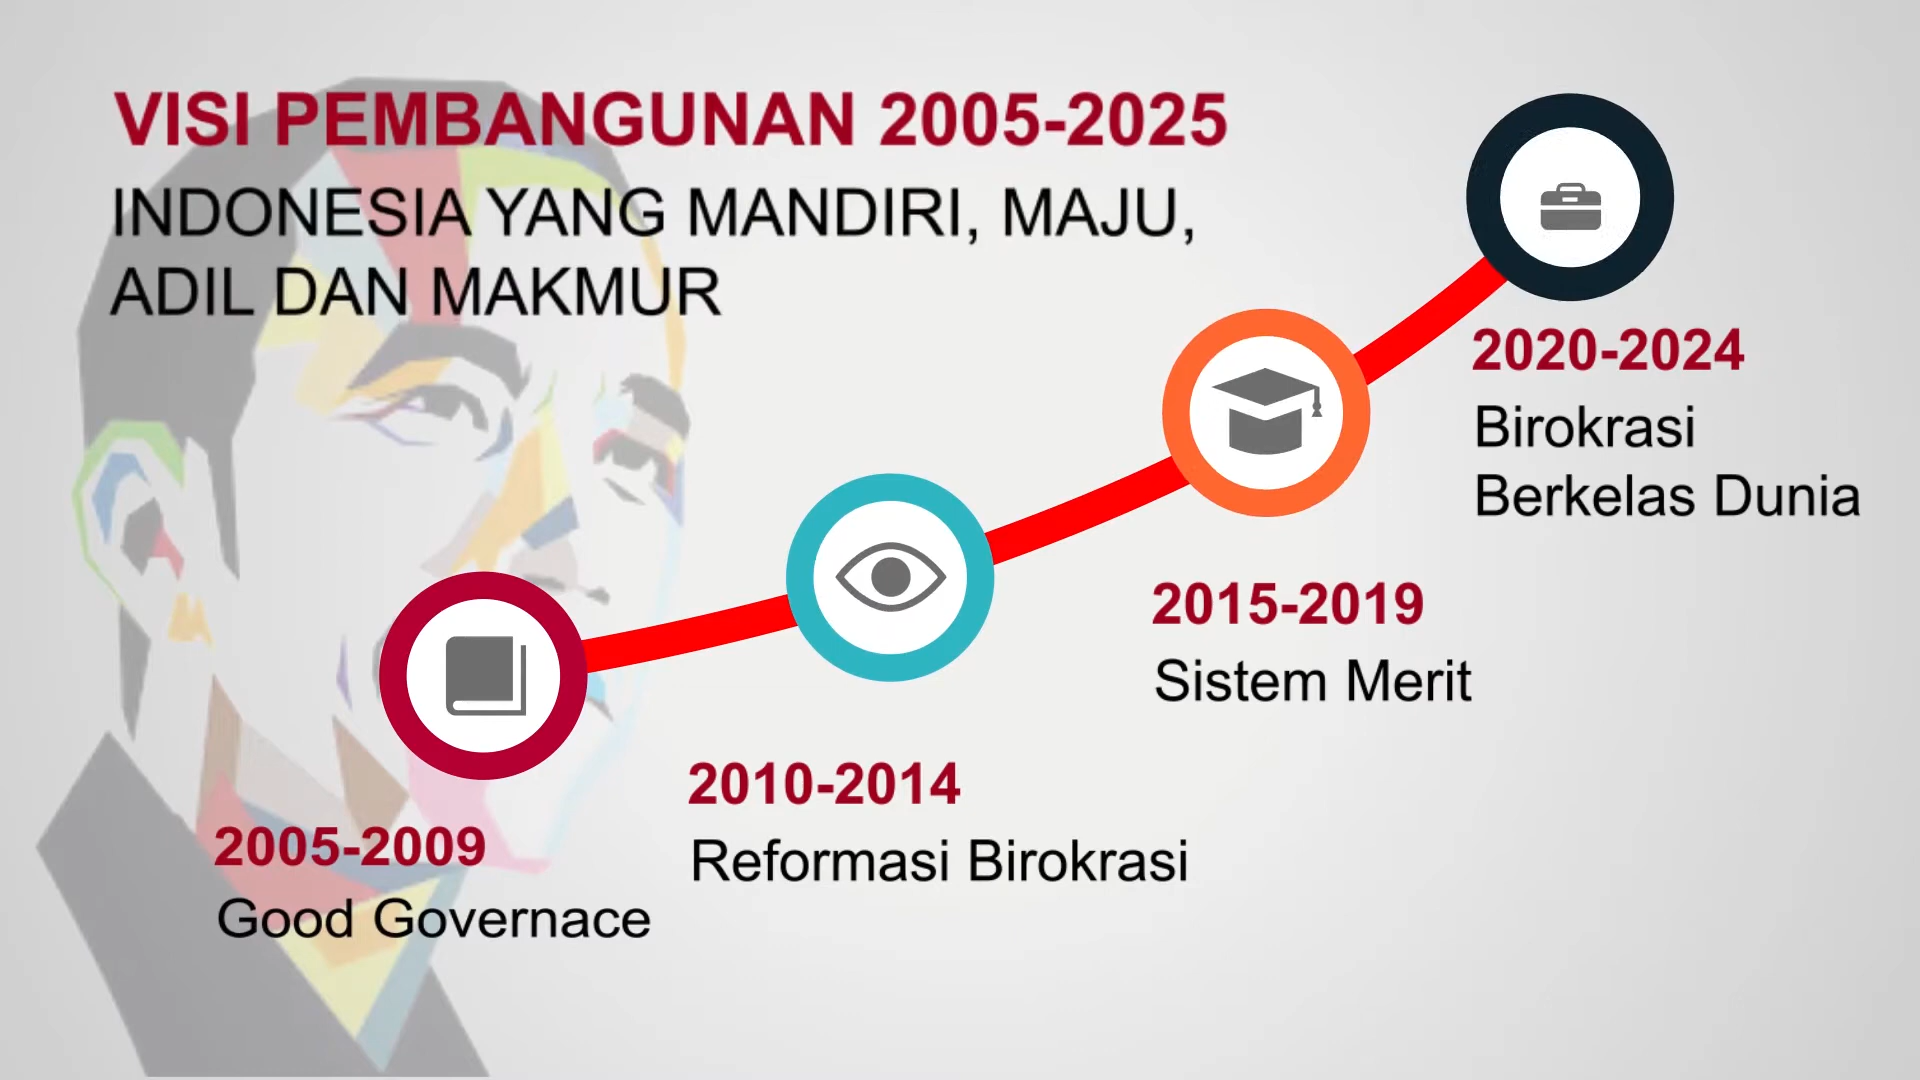 VISI PEMBANGUNAN 2005-2025
INDONESIA YANG MANDIRI, MAJU,
ADIL DAN MAKMUR
2005-2009
Good Governace
2010-2014
Reformasi Birokrasi
2015-2019
Sistem Merit
2020-2024
Birokrasi
Berkelas Dunia